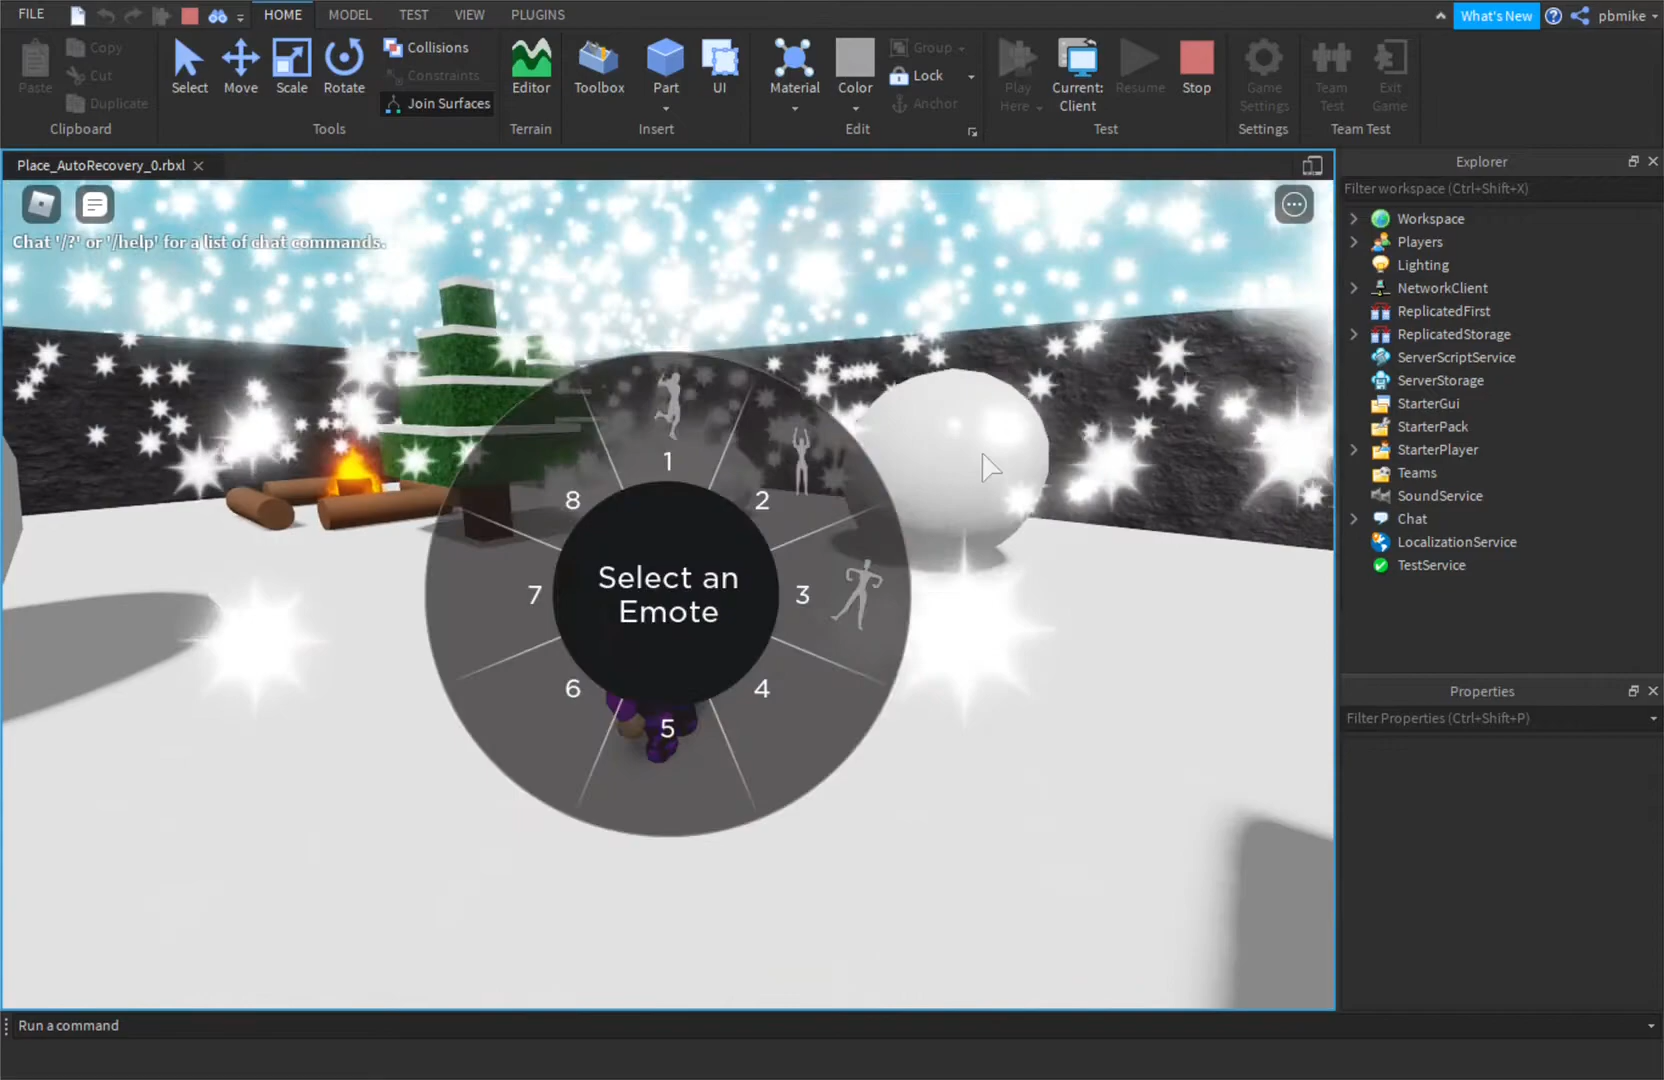 FILE
HOME
MODEL
TEST
VIEW
PLUGINS
What's New
pbmike
Paste
Copy
Cut
Duplicate
Clipboard
Select
Move
Scale
Rotate
Collisions
Constraints
Join Surfaces
Tools
Editor
Terrain
Toolbox
Part
UI
Insert
Material
Color
Group
Lock
Anchor
Edit
Play
Here
Current:
Client
Resume
Stop
Test
Game
Settings
Settings
Team
Test
Exit
Game
Team Test
Place_AutoRecovery_0.rbxl
Chat '/?' or '/help' for a list of chat commands.
1
2
3
4
5
6
7
8
Select an
Emote
Explorer
Filter workspace (Ctrl+Shift+X)
Workspace
Players
Lighting
NetworkClient
ReplicatedFirst
ReplicatedStorage
ServerScriptService
ServerStorage
StarterGui
StarterPack
StarterPlayer
Teams
SoundService
Chat
LocalizationService
TestService
Properties
Filter Properties (Ctrl+Shift+P)
Run a command